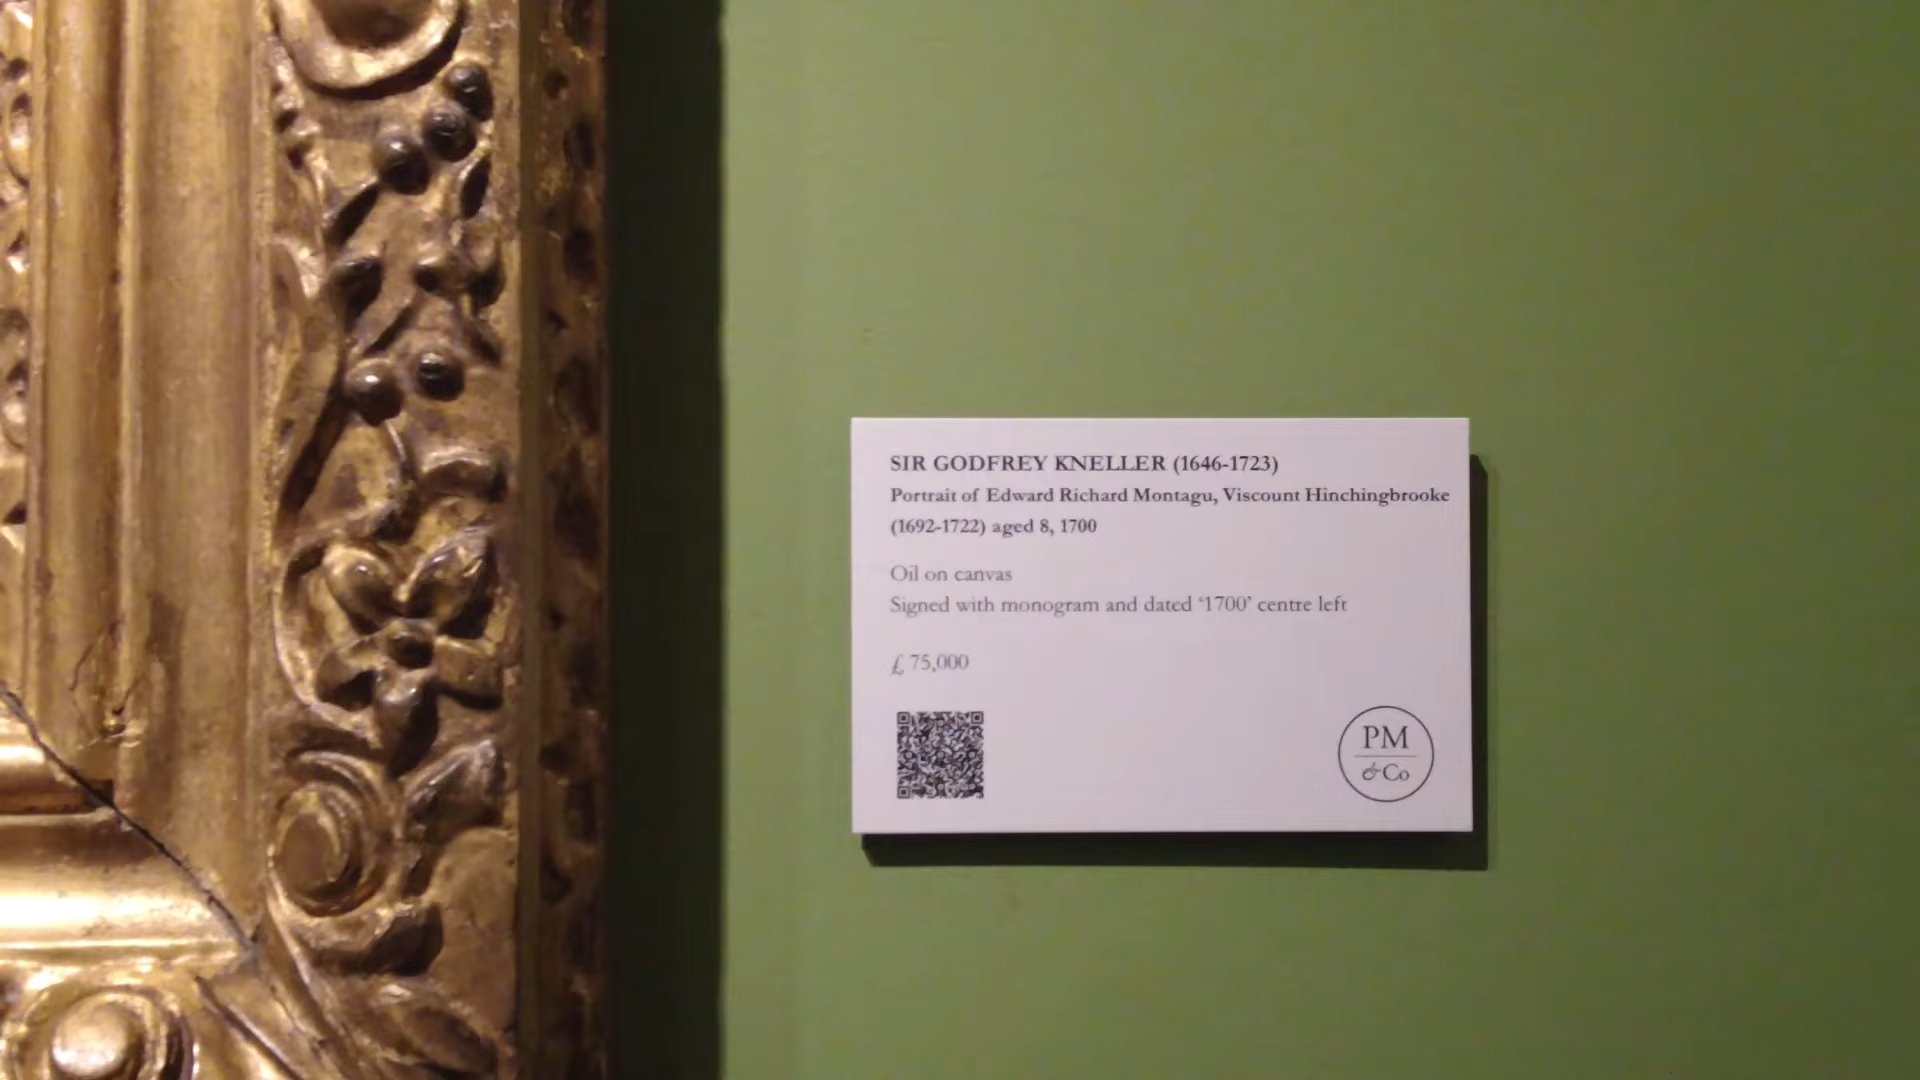 SIR GODFREY KNELLER (1646-1723)
Portrait of Edward Richard Montagu, Viscount Hinchingbrooke
(1692-1722) aged 8, 1700
Oil on canvas
Signed with monogram and dated ‘1700’ centre left
£ 75,000
PM
& Co